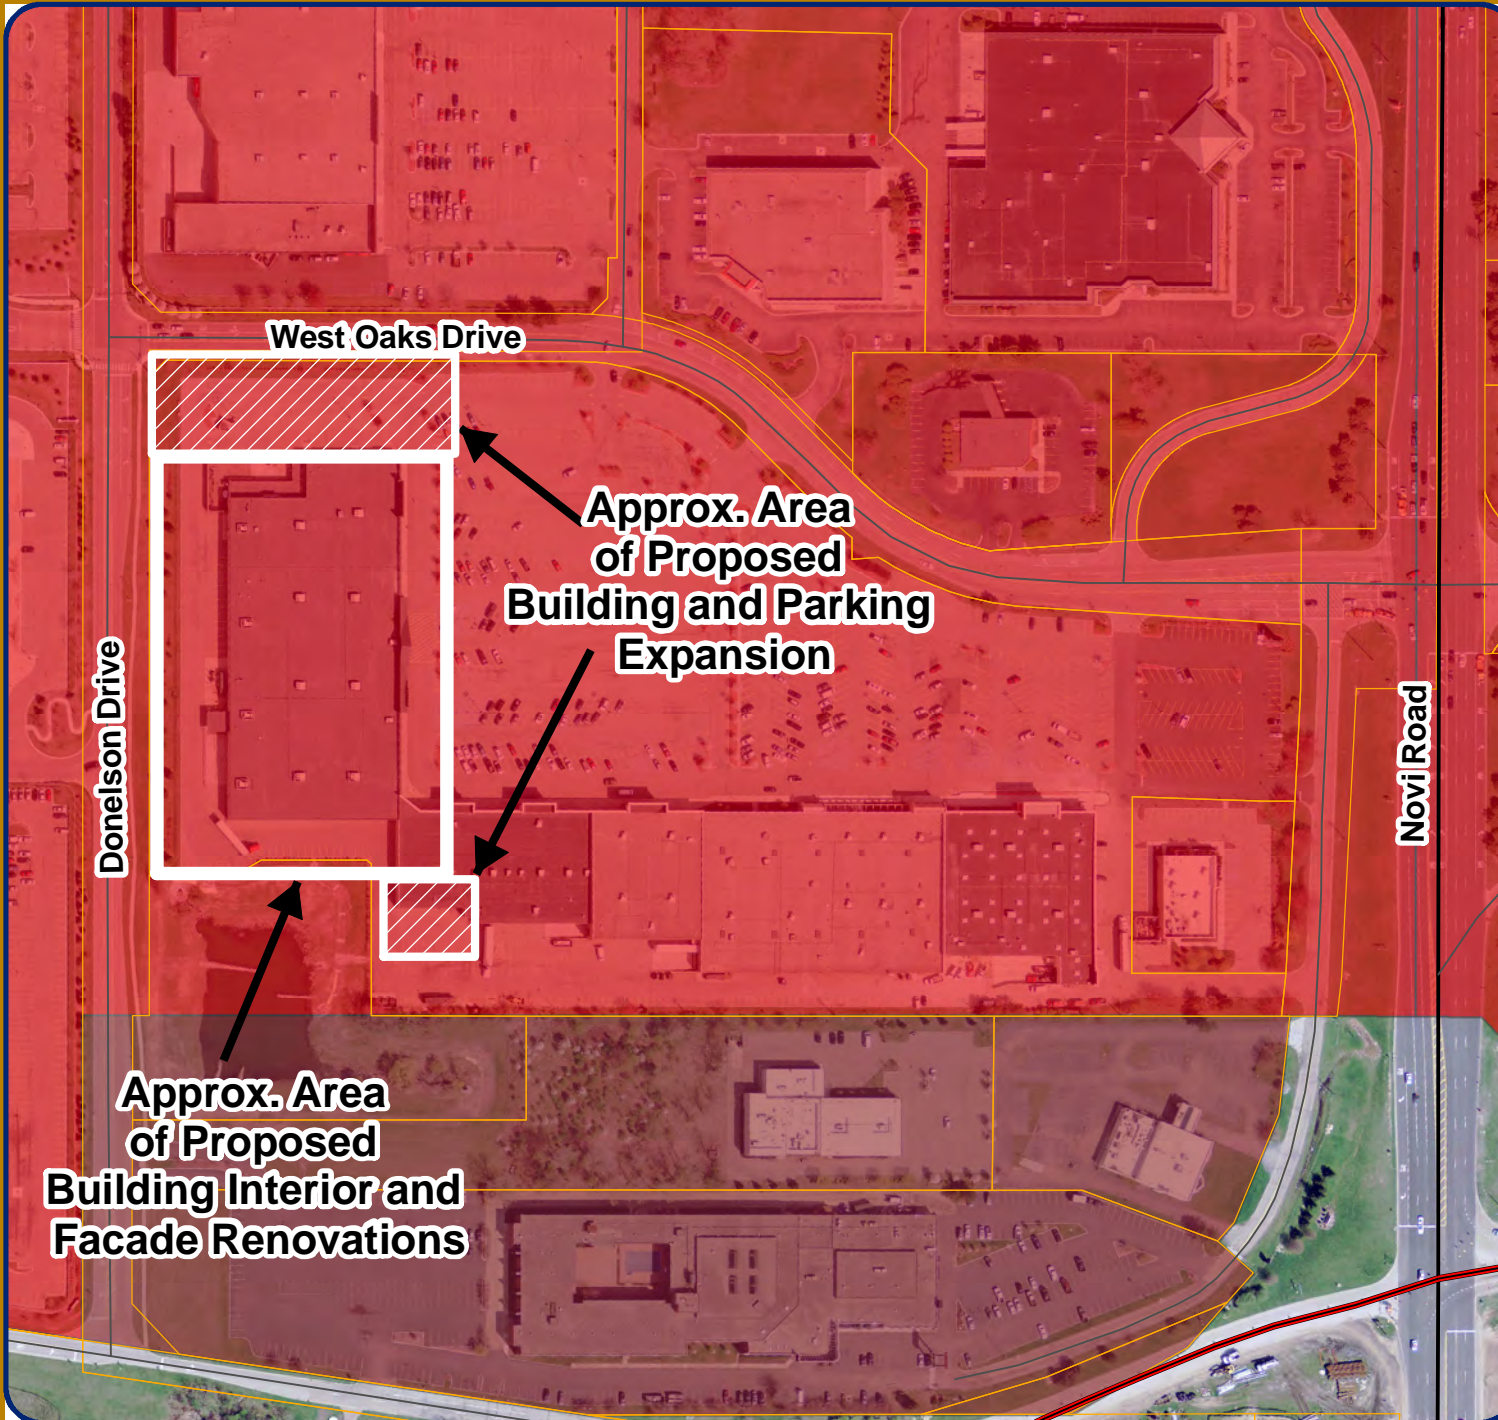 West Oaks Drive
Approx. Area
of Proposed
Building and Parking
Expansion
Donelson Drive
Novi Road
Approx. Area
of Proposed
Building Interior and
Facade Renovations